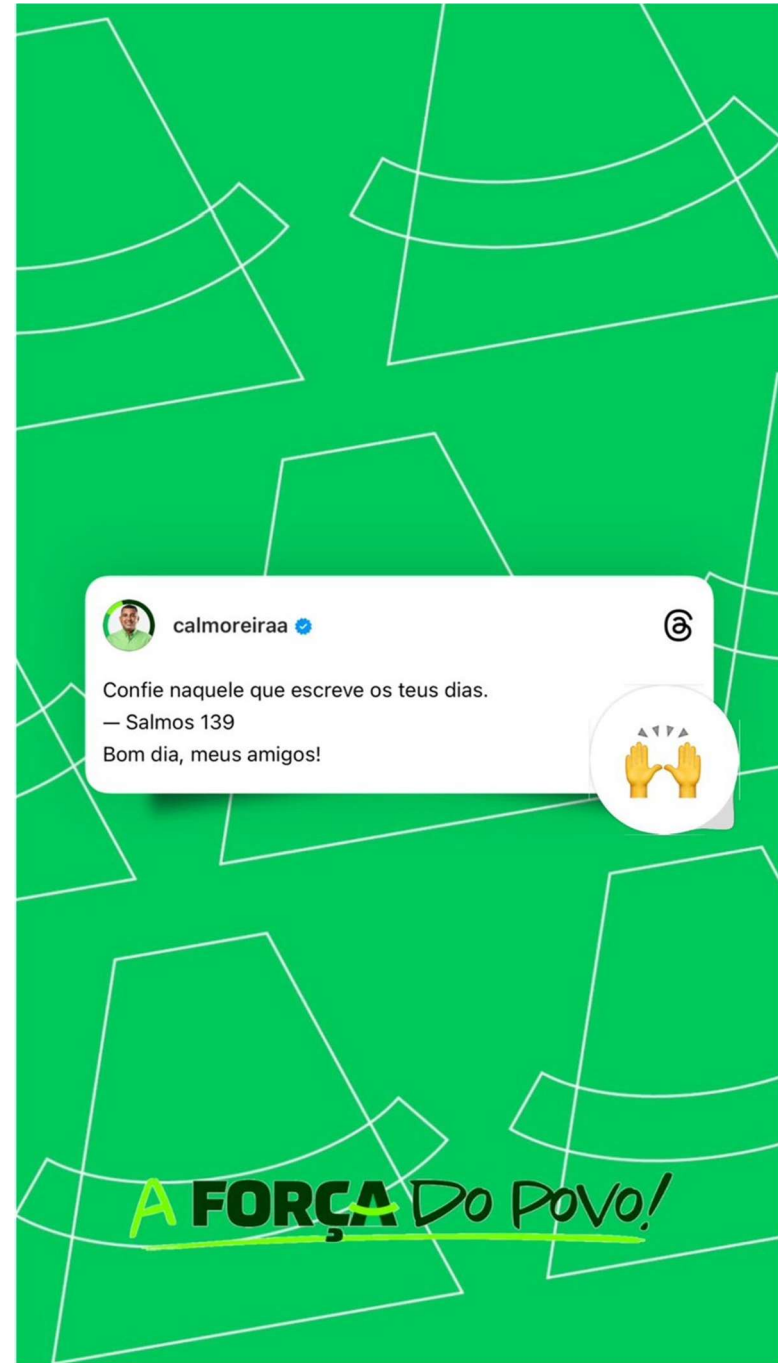 calmoreiraa
Confie naquele que escreve os teus dias.
— Salmos 139
Bom dia, meus amigos!
A FORÇA DO POVO!